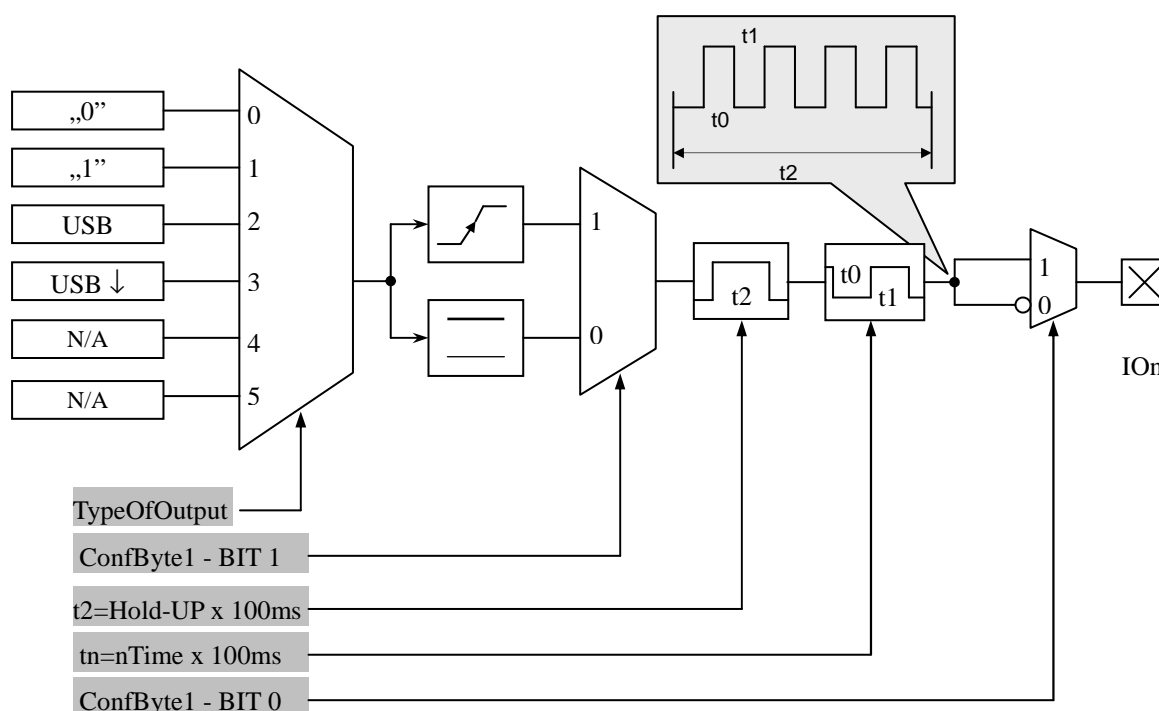 t1
t0
t2
„0”
0
„1”
1
USB
2
USB ↓
3
N/A
4
N/A
5
1
0
t2
t0
t1
1
0
IOn
TypeOfOutput
ConfByte1 - BIT 1
t2=Hold-UP x 100ms
tn=nTime x 100ms
ConfByte1 - BIT 0